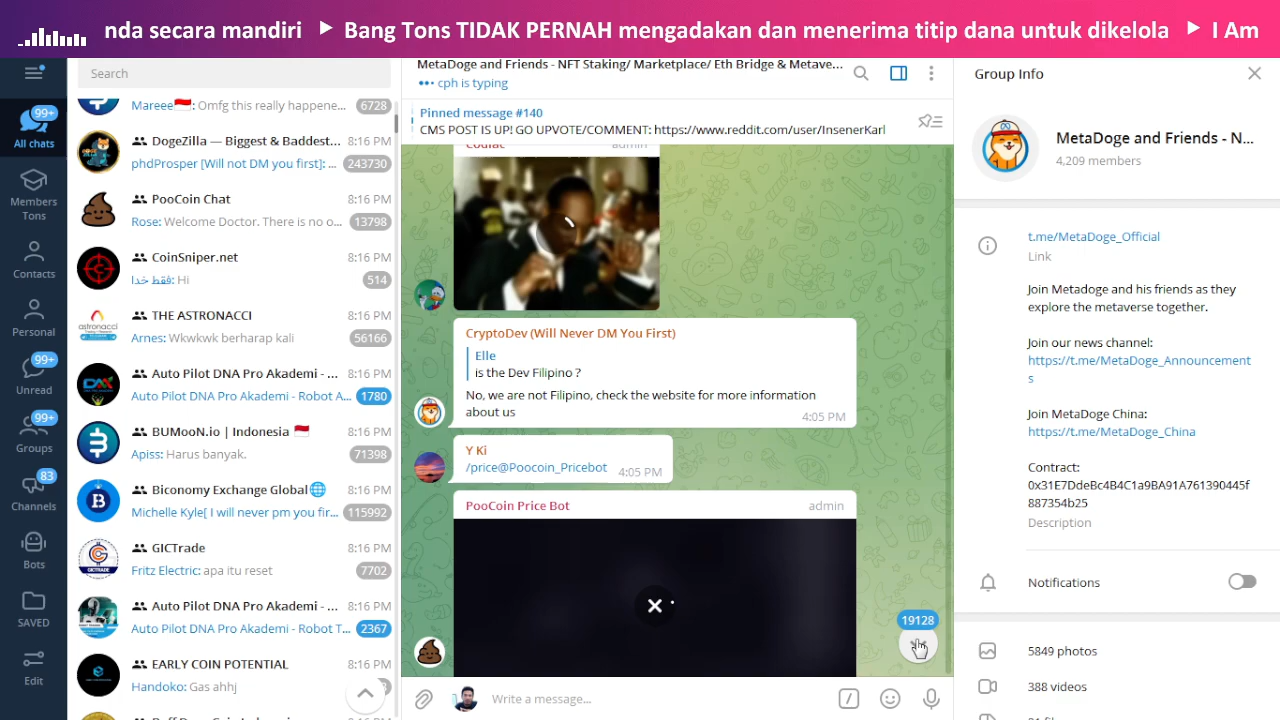 nda secara mandiri ▶ Bang Tons TIDAK PERNAH mengadakan dan menerima titip dana untuk dikelola ▶ I Am
Search
99+
All chats
Members
Tons
Contacts
Personal
99+
Unread
99+
Groups
83
Channels
Bots
SAVED
Edit
Mareee🇮🇩: Omfg this really happene... 6728
DogeZilla — Biggest & Baddest... 8:16 PM
phdProsper [Will not DM you first]: ... 243730
PooCoin Chat 8:16 PM
Rose: Welcome Doctor. There is no o... 13798
CoinSniper.net 8:16 PM
فقط خدا: Hi 514
THE ASTRONACCI 8:16 PM
astronacci
Arnes: Wkwkwk berharap kali 56166
Auto Pilot DNA Pro Akademi - ... 8:16 PM
Auto Pilot DNA Pro Akademi - Robot A... 1780
BUMooN.io | Indonesia 🇮🇩 8:16 PM
Apiss: Harus banyak. 71398
Biconomy Exchange Global🌐 8:16 PM
Michelle Kyle[ I will never pm you fir... 115992
GICTrade 8:16 PM
GICTRADE
Fritz Electric: apa itu reset 7702
Auto Pilot DNA Pro Akademi - ... 8:16 PM
Auto Pilot DNA Pro Akademi - Robot T... 2367
EARLY COIN POTENTIAL 8:16 PM
Handoko: Gas ahhj
MetaDoge and Friends - NFT Staking/ Marketplace/ Eth Bridge & Metave...
cph is typing
Pinned message #140
CMS POST IS UP! GO UPVOTE/COMMENT: https://www.reddit.com/user/InsenerKarl
Codiac admin
CryptoDev (Will Never DM You First)
Elle
is the Dev Filipino ?
No, we are not Filipino, check the website for more information
about us 4:05 PM
Y Ki
/price@Poocoin_Pricebot 4:05 PM
PooCoin Price Bot admin
19128
Write a message...
Group Info
MetaDoge and Friends - N...
4,209 members
t.me/MetaDoge_Official
Link
Join Metadoge and his friends as they
explore the metaverse together.
Join our news channel:
https://t.me/MetaDoge_Announcement
s
Join MetaDoge China:
https://t.me/MetaDoge_China
Contract:
0x31E7DdeBc4B4C1a9BA91A761390445f
887354b25
Description
Notifications
5849 photos
388 videos